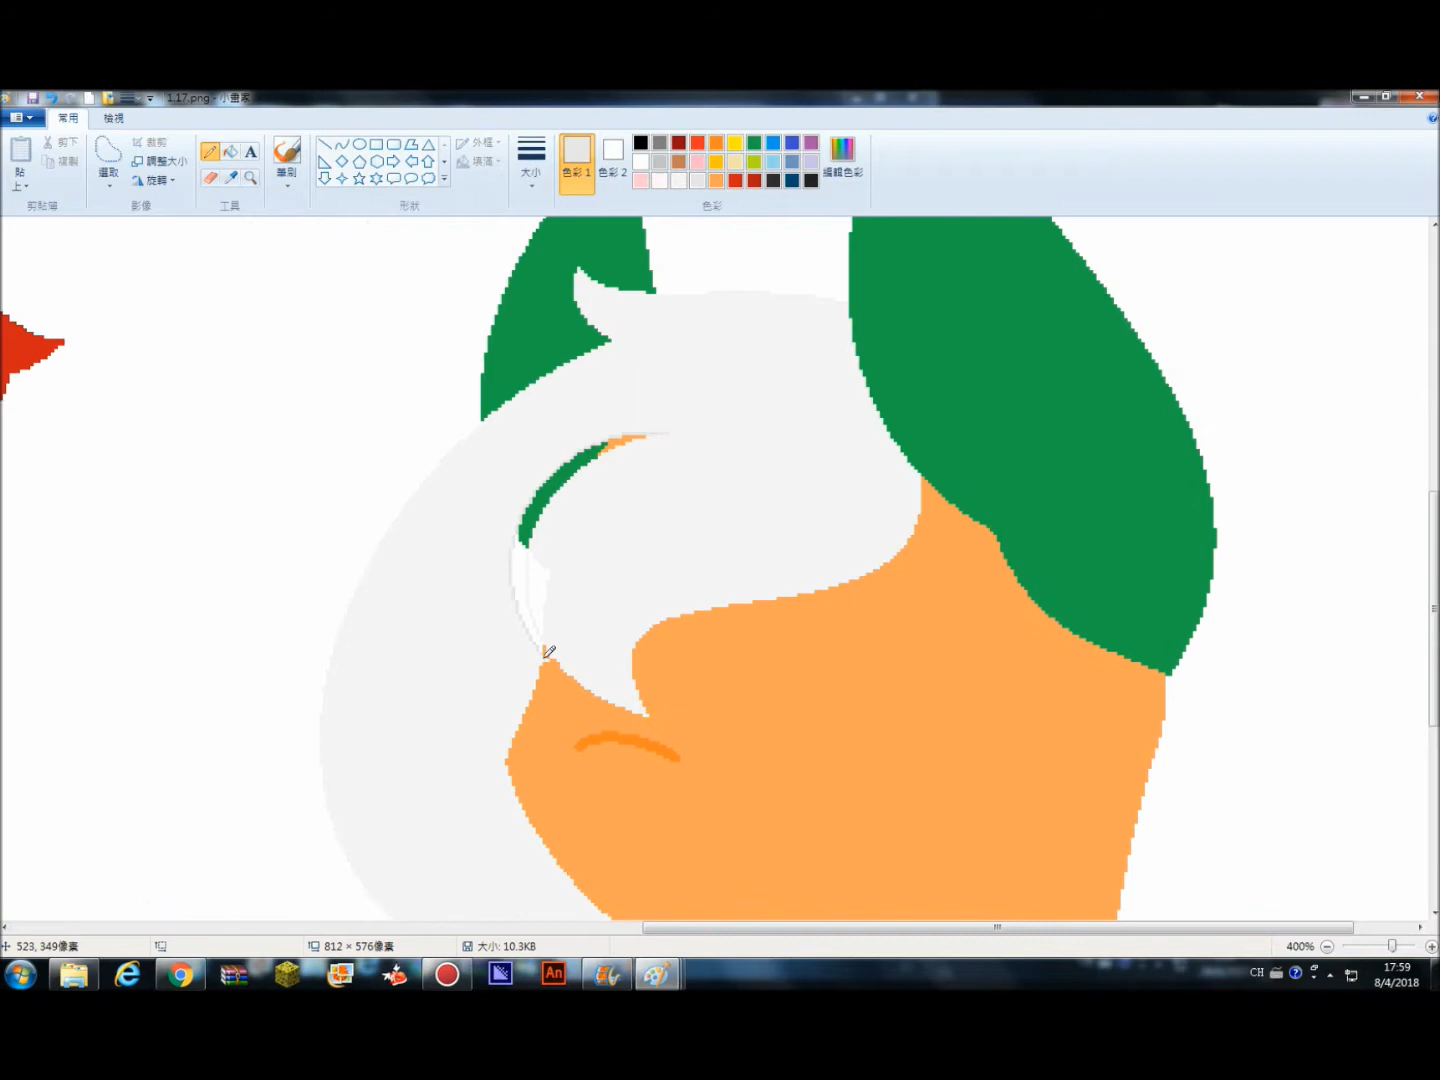 1.17.png - 小畫家
常用 檢視
貼上 剪下 複製 剪貼簿
選取 裁剪 調整大小 旋轉 影像
A 工具
筆刷
外框 填滿 形狀
大小
色彩 1 色彩 2 編輯色彩 色彩
523, 349像素 812 × 576像素 大小: 10.3KB 400%
An CH 17:59
8/4/2018